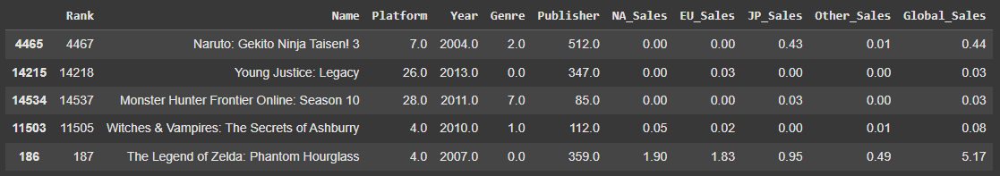 Rank Name Platform Year Genre Publisher NA_Sales EU_Sales JP_Sales Other_Sales Global_Sales
4465 4467 Naruto: Gekito Ninja Taisen! 3 7.0 2004.0 2.0 512.0 0.00 0.00 0.43 0.01 0.44
14215 14218 Young Justice: Legacy 26.0 2013.0 0.0 347.0 0.00 0.03 0.00 0.00 0.03
14534 14537 Monster Hunter Frontier Online: Season 10 28.0 2011.0 7.0 85.0 0.00 0.00 0.03 0.00 0.03
11503 11505 Witches & Vampires: The Secrets of Ashburry 4.0 2010.0 1.0 112.0 0.05 0.02 0.00 0.01 0.08
186 187 The Legend of Zelda: Phantom Hourglass 4.0 2007.0 0.0 359.0 1.90 1.83 0.95 0.49 5.17